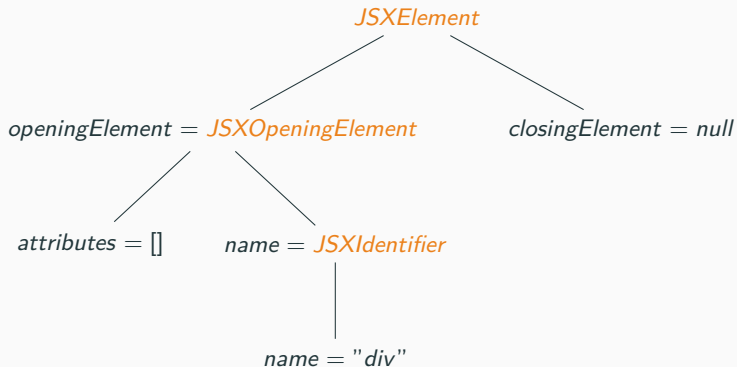 JSXElement
openingElement = JSXOpeningElement
closingElement = null
attributes = []
name = JSXIdentifier
name = ”div”